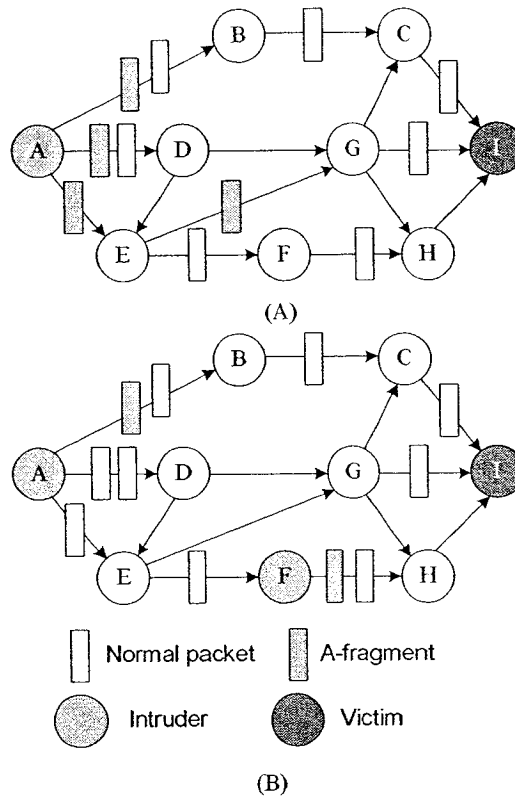 B
C
A
D
G
I
E
F
H
(A)
B
C
A
D
G
I
E
F
H
Normal packet
A-fragment
Intruder
Victim
(B)